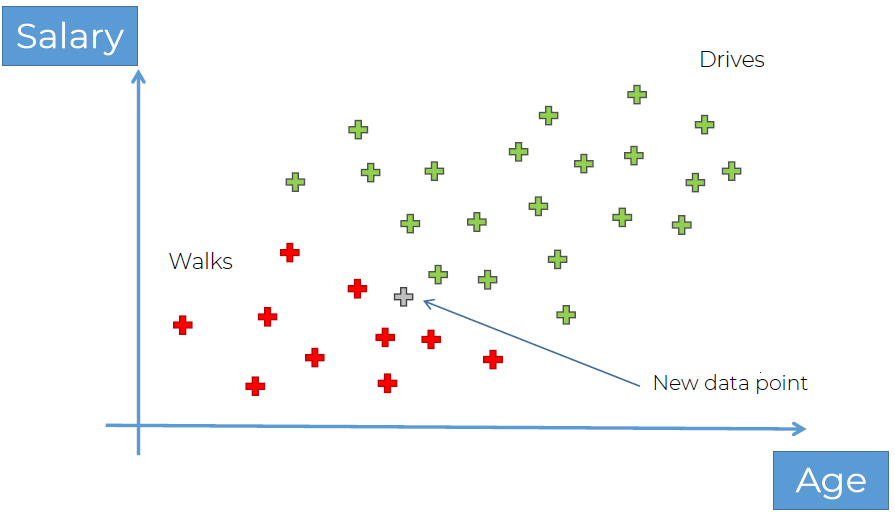 Salary
Drives
Walks
New data point
Age